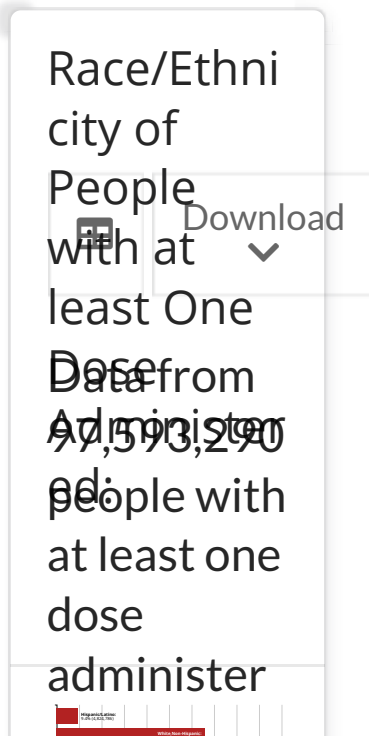 Race/Ethni
city of
People
with at
least One
Dose
Administer
ed:
Download
Data from
97,593,290
people with
at least one
dose
administer
Hispanic/Latino:
White,Non-Hispanic: